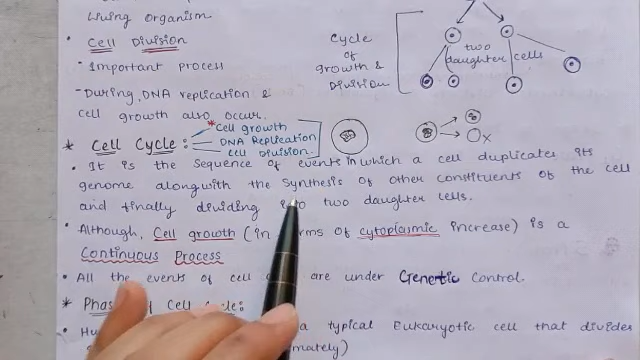 Living Organism
• Cell Division
- Important process
- During DNA replication &
cell growth also occur.
Cycle
of
growth &
Division
two
daughter cells
* Cell Cycle :- * Cell growth
DNA Replication
Cell Division.
• It is the sequence of events in which a cell duplicates its
genome alongwith the synthesis of other constituents of the cell
and finally dividing into two daughter cells.
• Although, Cell growth (in terms of cytoplasmic increase) is a
Continuous Process
• All the events of cell are under Genetic Control.
* of Cell Cycle:
• a typical Eukaryotic cell that divides